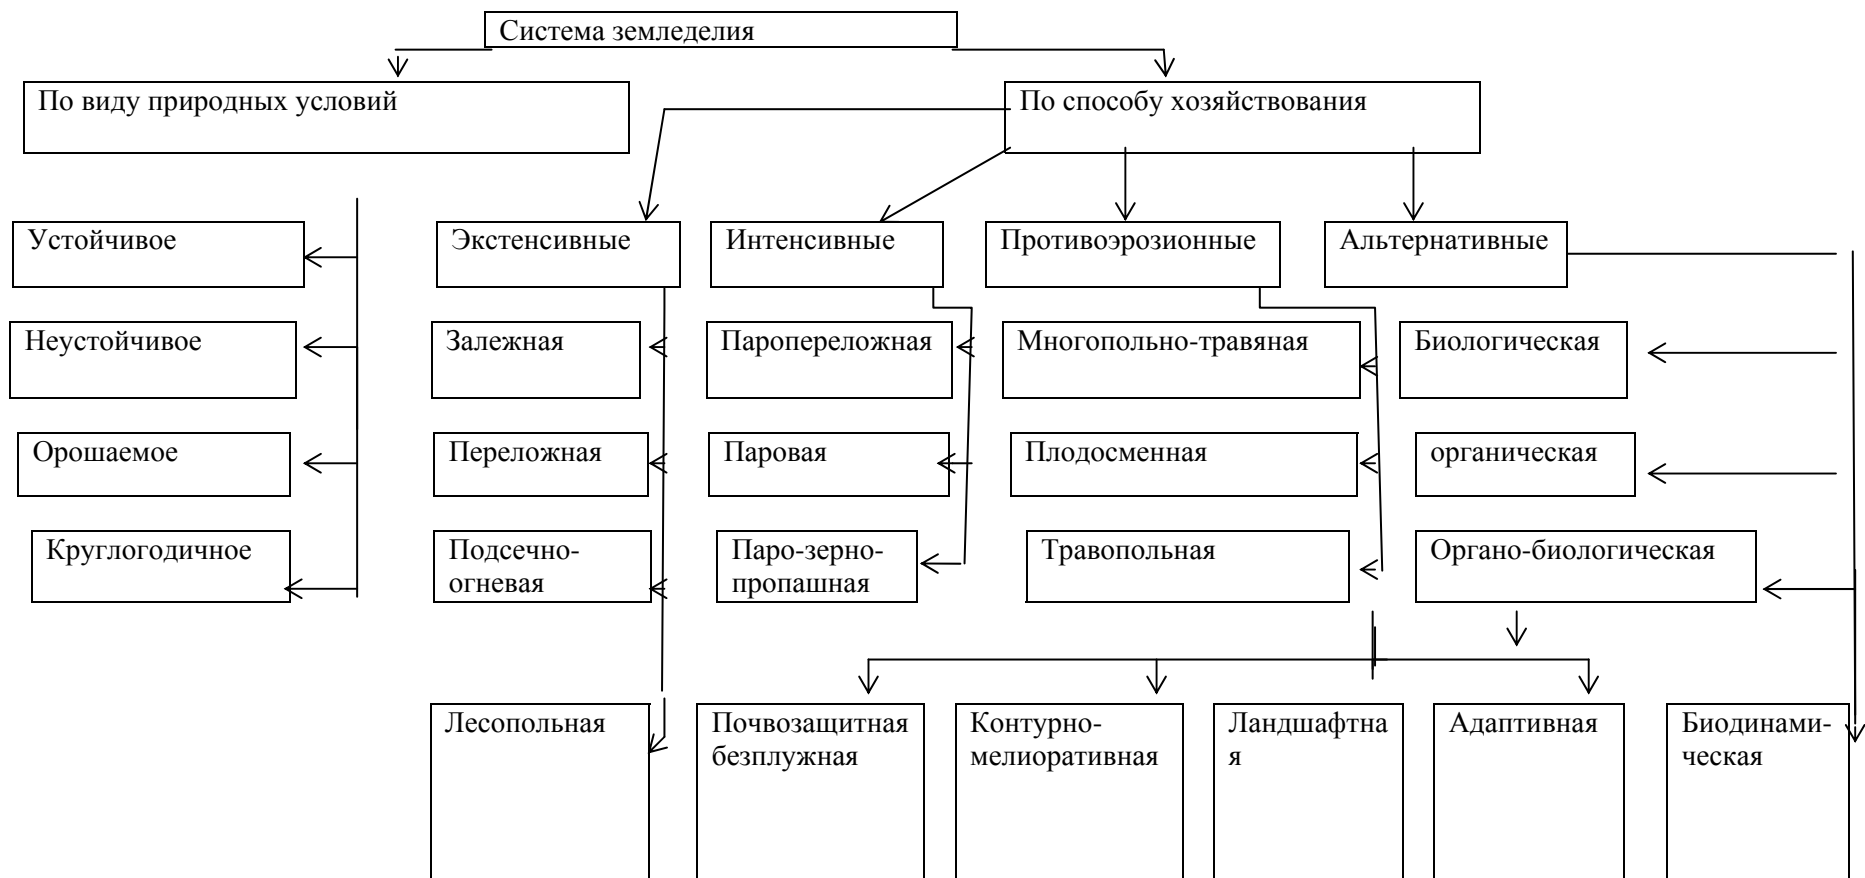 Система земледелия
По виду природных условий
По способу хозяйствования
Устойчивое
Экстенсивные
Интенсивные
Противоэрозионные
Альтернативные
Неустойчивое
Залежная
Паропереложная
Многопольно-травяная
Биологическая
Орошаемое
Переложная
Паровая
Плодосменная
органическая
Круглогодичное
Подсечно-
огневая
Паро-зерно-
пропашная
Травопольная
Органо-биологическая
Лесопольная
Почвозащитная
безплужная
Контурно-
мелиоративная
Ландшафтна
я
Адаптивная
Биодинами-
ческая